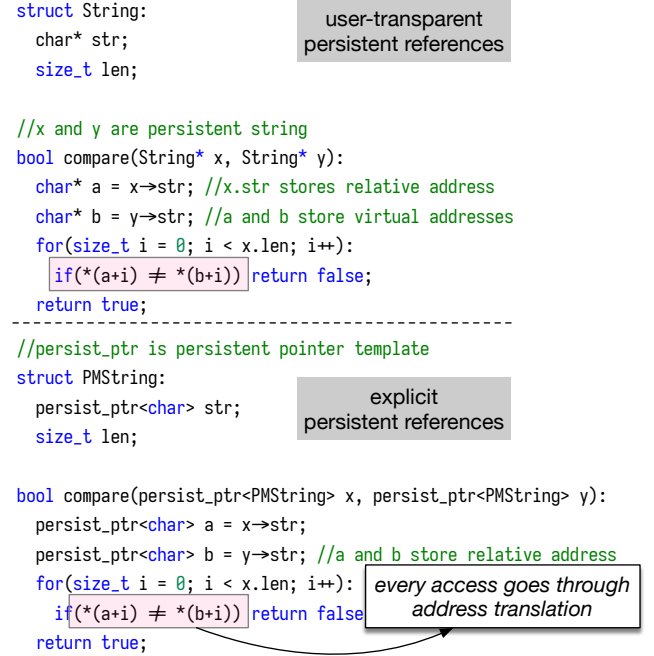 struct String:
user-transparent
persistent references
char* str;
size_t len;
//x and y are persistent string
bool compare(String* x, String* y):
char* a = x→str; //x.str stores relative address
char* b = y→str; //a and b store virtual addresses
for(size_t i = 0; i < x.len; i++):
if(*(a+i) ≠ *(b+i)) return false;
return true;
//persist_ptr is persistent pointer template
struct PMString:
explicit
persistent references
persist_ptr<char> str;
size_t len;
bool compare(persist_ptr<PMString> x, persist_ptr<PMString> y):
persist_ptr<char> a = x→str;
persist_ptr<char> b = y→str; //a and b store relative address
for(size_t i = 0; i < x.len; i++):
every access goes through
address translation
if(*(a+i) ≠ *(b+i)) return false
return true;